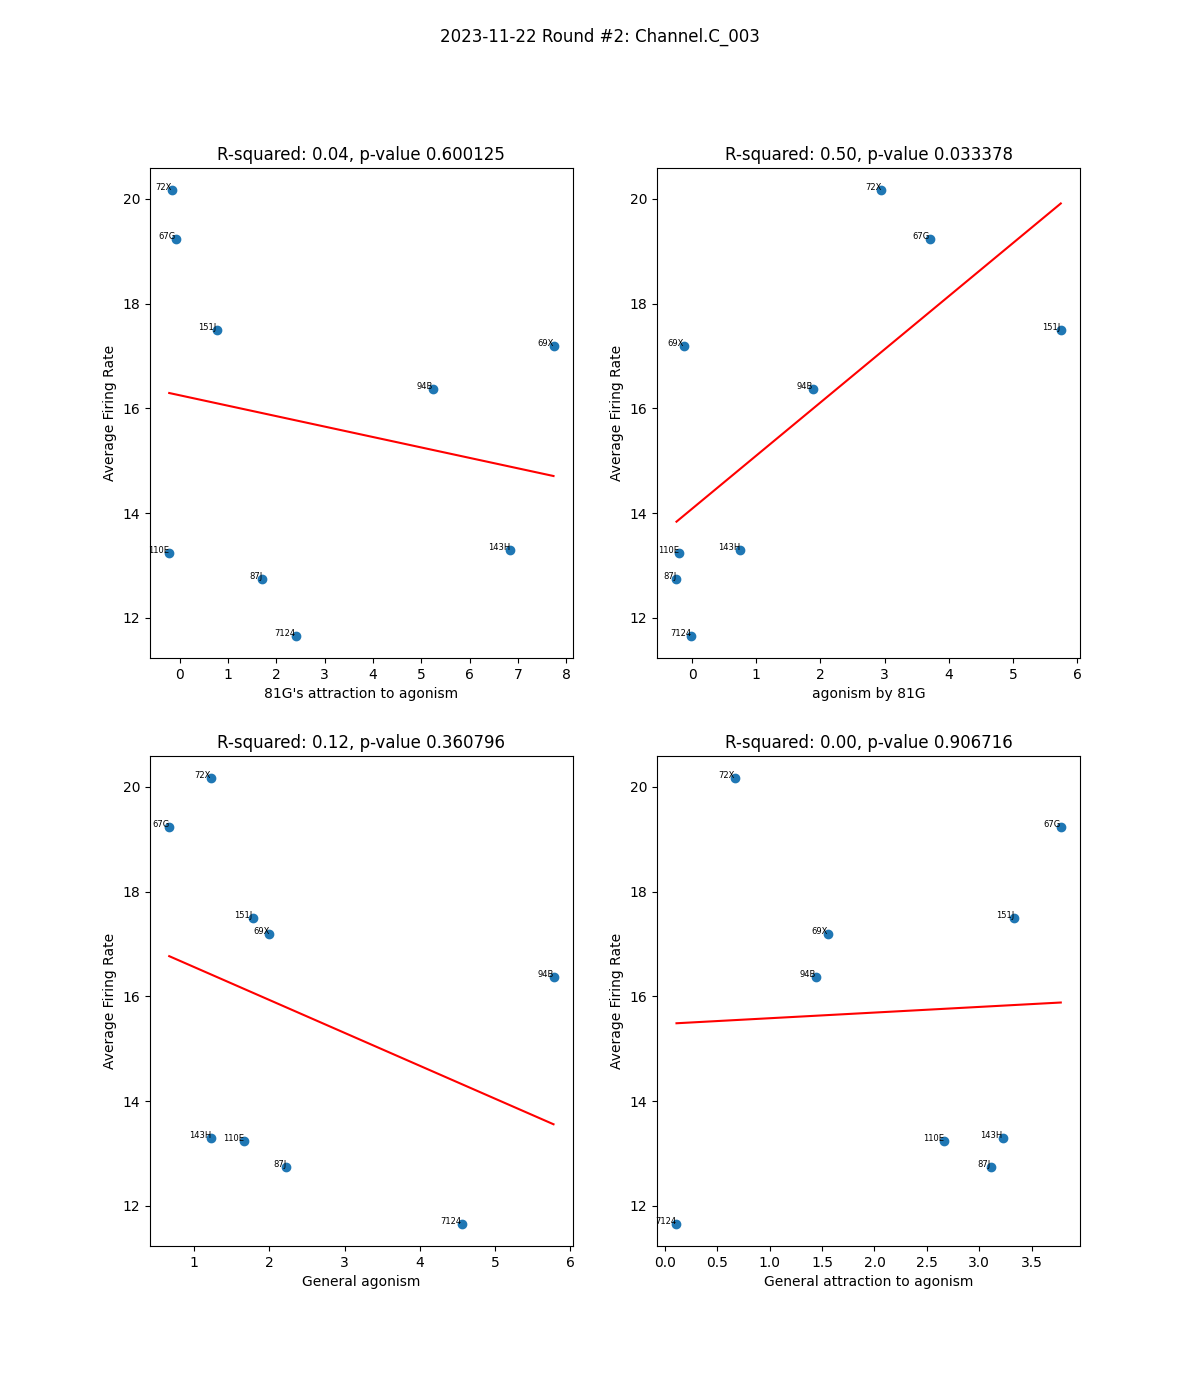 2023-11-22 Round #2: Channel.C_003
R-squared: 0.04, p-value 0.600125
20
18
16
14
12
Average Firing Rate
72X
67G
151J
69X
94B
110E
143H
87J
7124
0 1 2 3 4 5 6 7 8
81G's attraction to agonism
R-squared: 0.50, p-value 0.033378
20
18
16
14
12
Average Firing Rate
72X
67G
151J
69X
94B
110E
143H
87J
7124
0 1 2 3 4 5 6
agonism by 81G
R-squared: 0.12, p-value 0.360796
20
18
16
14
12
Average Firing Rate
72X
67G
151J
69X
94B
143H
110E
87J
7124
1 2 3 4 5 6
General agonism
R-squared: 0.00, p-value 0.906716
20
18
16
14
12
Average Firing Rate
72X
67G
151J
69X
94B
110E
143H
87J
7124
0.0 0.5 1.0 1.5 2.0 2.5 3.0 3.5
General attraction to agonism